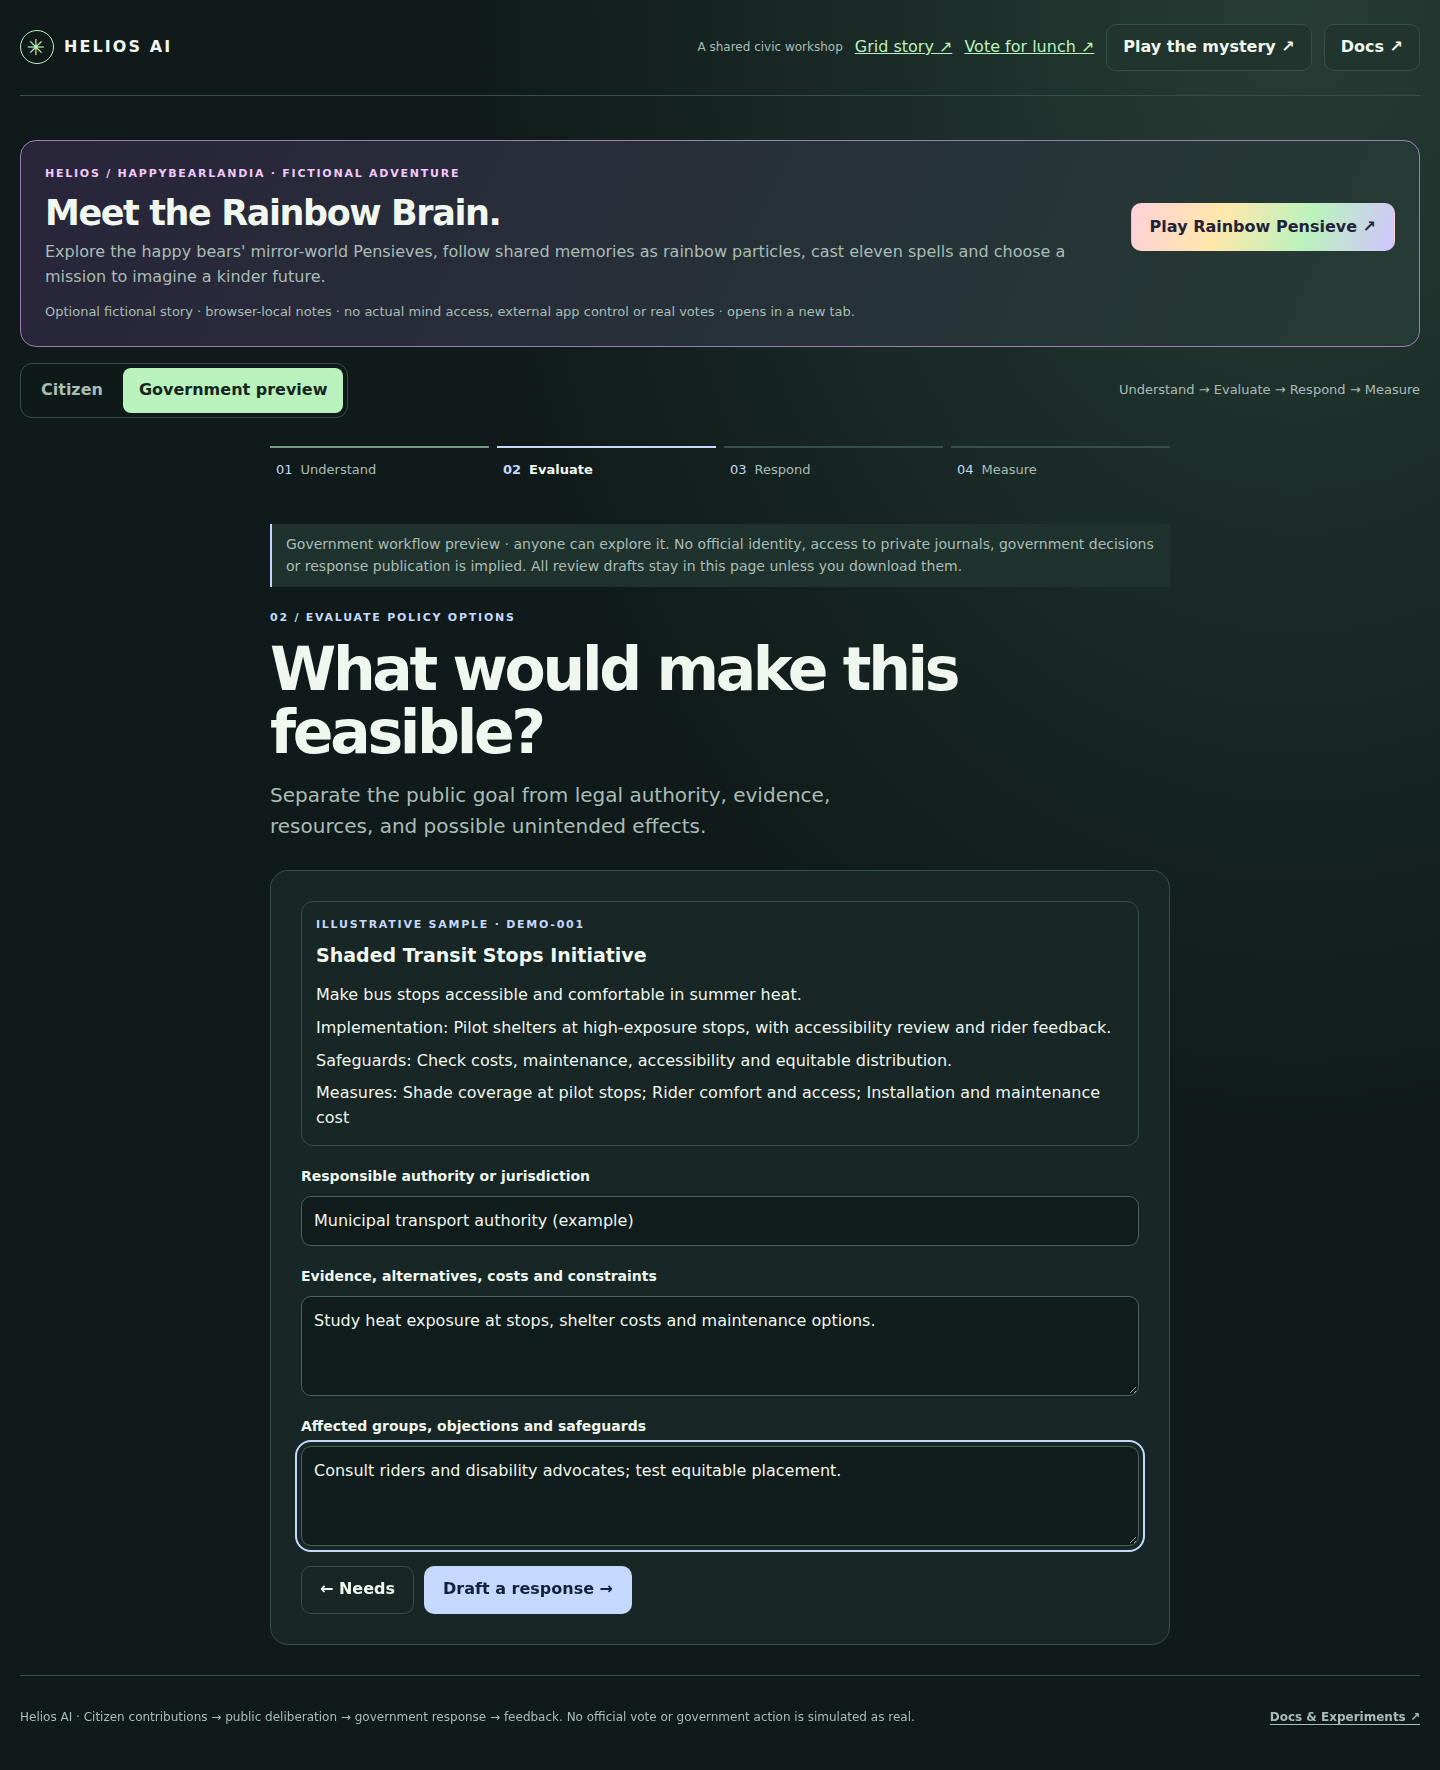 HELIOS AI
A shared civic workshop
Grid story ↗
Vote for lunch ↗
Play the mystery ↗
Docs ↗
HELIOS / HAPPYBEARLANDIA · FICTIONAL ADVENTURE
Meet the Rainbow Brain.
Explore the happy bears' mirror-world Pensieves, follow shared memories as rainbow particles, cast eleven spells and choose a
mission to imagine a kinder future.
Optional fictional story · browser-local notes · no actual mind access, external app control or real votes · opens in a new tab.
Play Rainbow Pensieve ↗
Citizen
Government preview
Understand → Evaluate → Respond → Measure
01 Understand
02 Evaluate
03 Respond
04 Measure
Government workflow preview · anyone can explore it. No official identity, access to private journals, government decisions
or response publication is implied. All review drafts stay in this page unless you download them.
02 / EVALUATE POLICY OPTIONS
What would make this
feasible?
Separate the public goal from legal authority, evidence,
resources, and possible unintended effects.
ILLUSTRATIVE SAMPLE · DEMO-001
Shaded Transit Stops Initiative
Make bus stops accessible and comfortable in summer heat.
Implementation: Pilot shelters at high-exposure stops, with accessibility review and rider feedback.
Safeguards: Check costs, maintenance, accessibility and equitable distribution.
Measures: Shade coverage at pilot stops; Rider comfort and access; Installation and maintenance
cost
Responsible authority or jurisdiction
Municipal transport authority (example)
Evidence, alternatives, costs and constraints
Study heat exposure at stops, shelter costs and maintenance options.
Affected groups, objections and safeguards
Consult riders and disability advocates; test equitable placement.
← Needs
Draft a response →
Helios AI · Citizen contributions → public deliberation → government response → feedback. No official vote or government action is simulated as real.
Docs & Experiments ↗